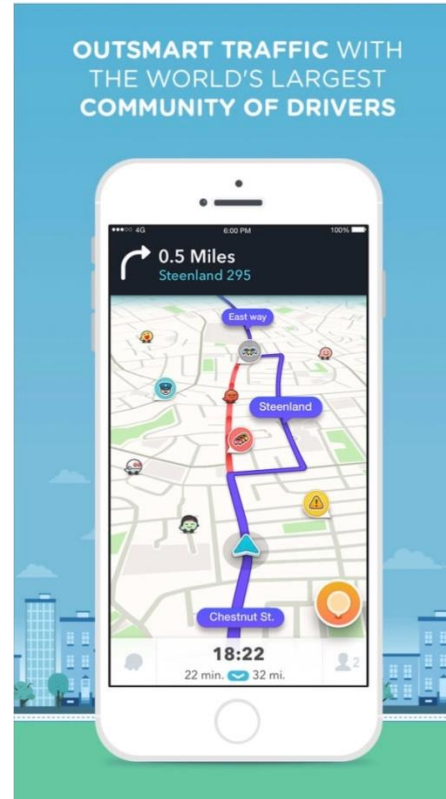 OUTSMART TRAFFIC WITH
THE WORLD'S LARGEST
COMMUNITY OF DRIVERS
4G 6:00 PM 100%
0.5 Miles
Steenland 295
East way
Steenland
Chestnut St.
18:22
22 min. 32 mi.
2